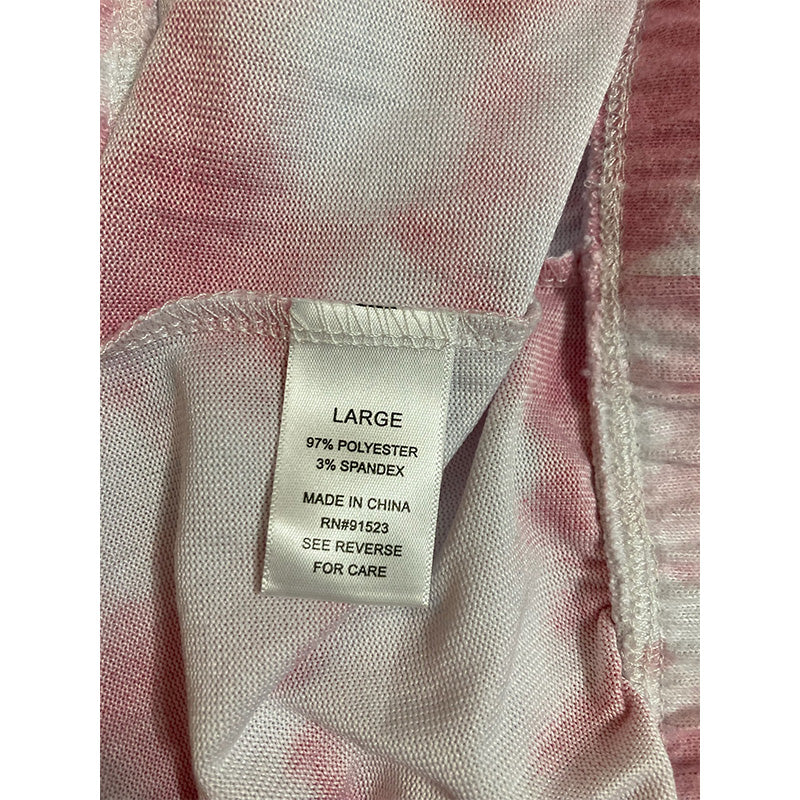 LARGE
97% POLYESTER
3% SPANDEX
MADE IN CHINA
RN#91523
SEE REVERSE
FOR CARE